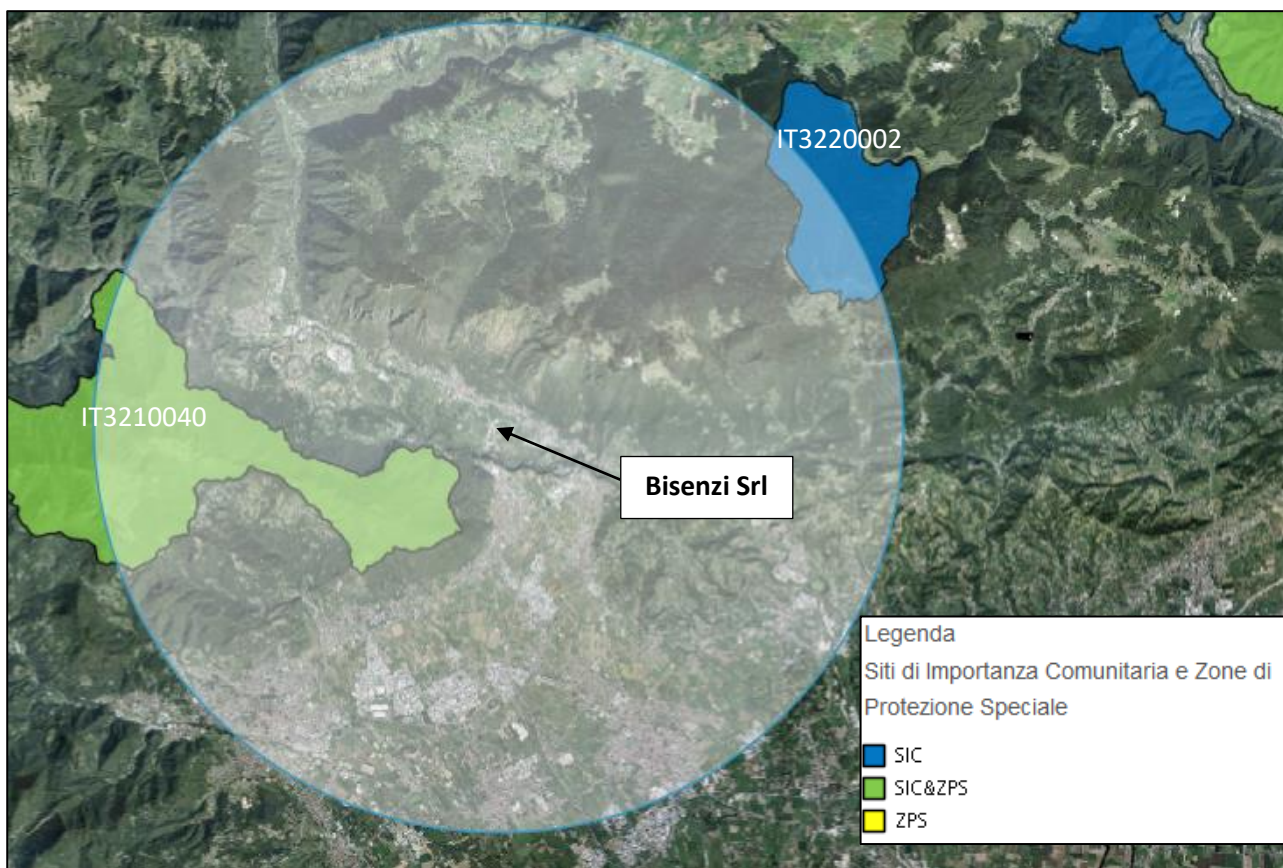 IT3220002
IT3210040
Bisenzi Srl
Legenda
Siti di Importanza Comunitaria e Zone di
Protezione Speciale
SIC
SIC&ZPS
ZPS